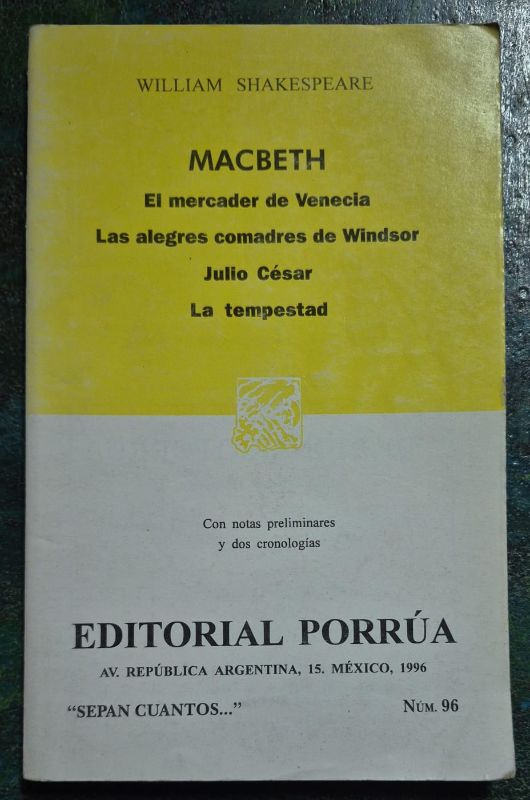 WILLIAM SHAKESPEARE
MACBETH
El mercader de Venecia
Las alegres comadres de Windsor
Julio César
La tempestad
Con notas preliminares
y dos cronologías
EDITORIAL PORRÚA
AV. REPÚBLICA ARGENTINA, 15. MÉXICO, 1996
"SEPAN CUANTOS..." NÚM. 96